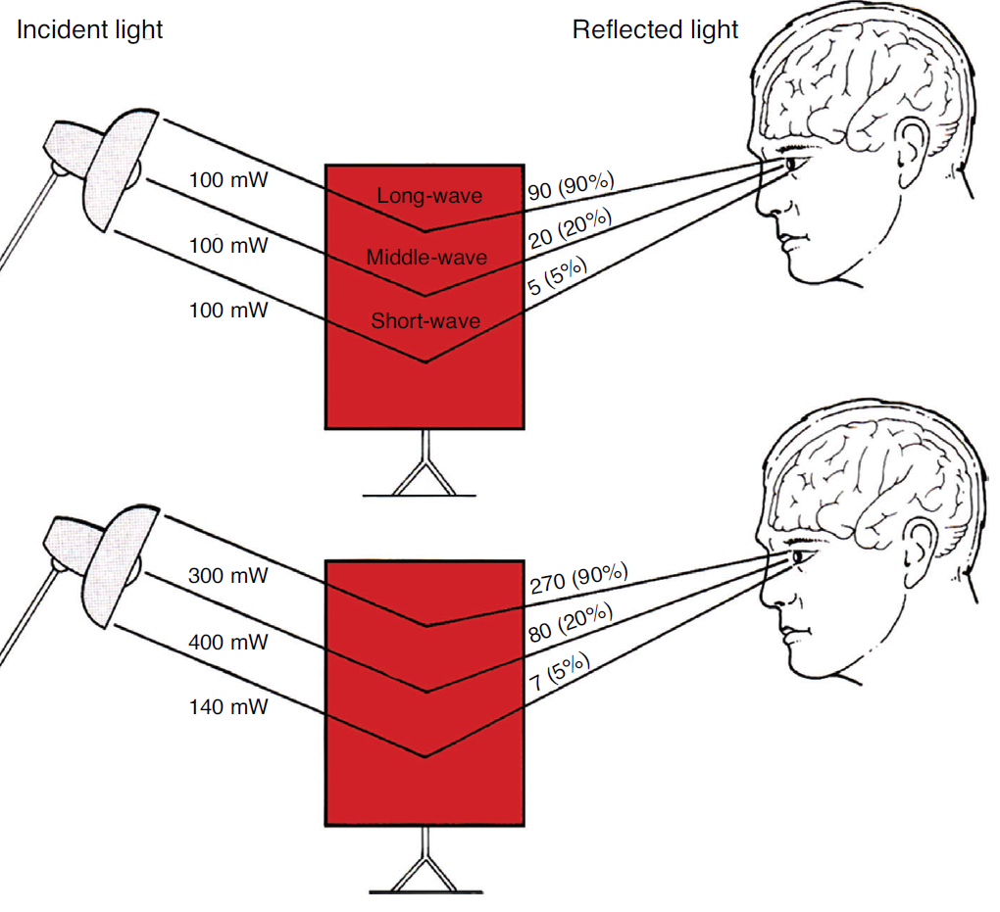 Incident light
Reflected light
100 mW
Long-wave
90 (90%)
100 mW
Middle-wave
20 (20%)
100 mW
Short-wave
5 (5%)
300 mW
270 (90%)
400 mW
80 (20%)
140 mW
7 (5%)